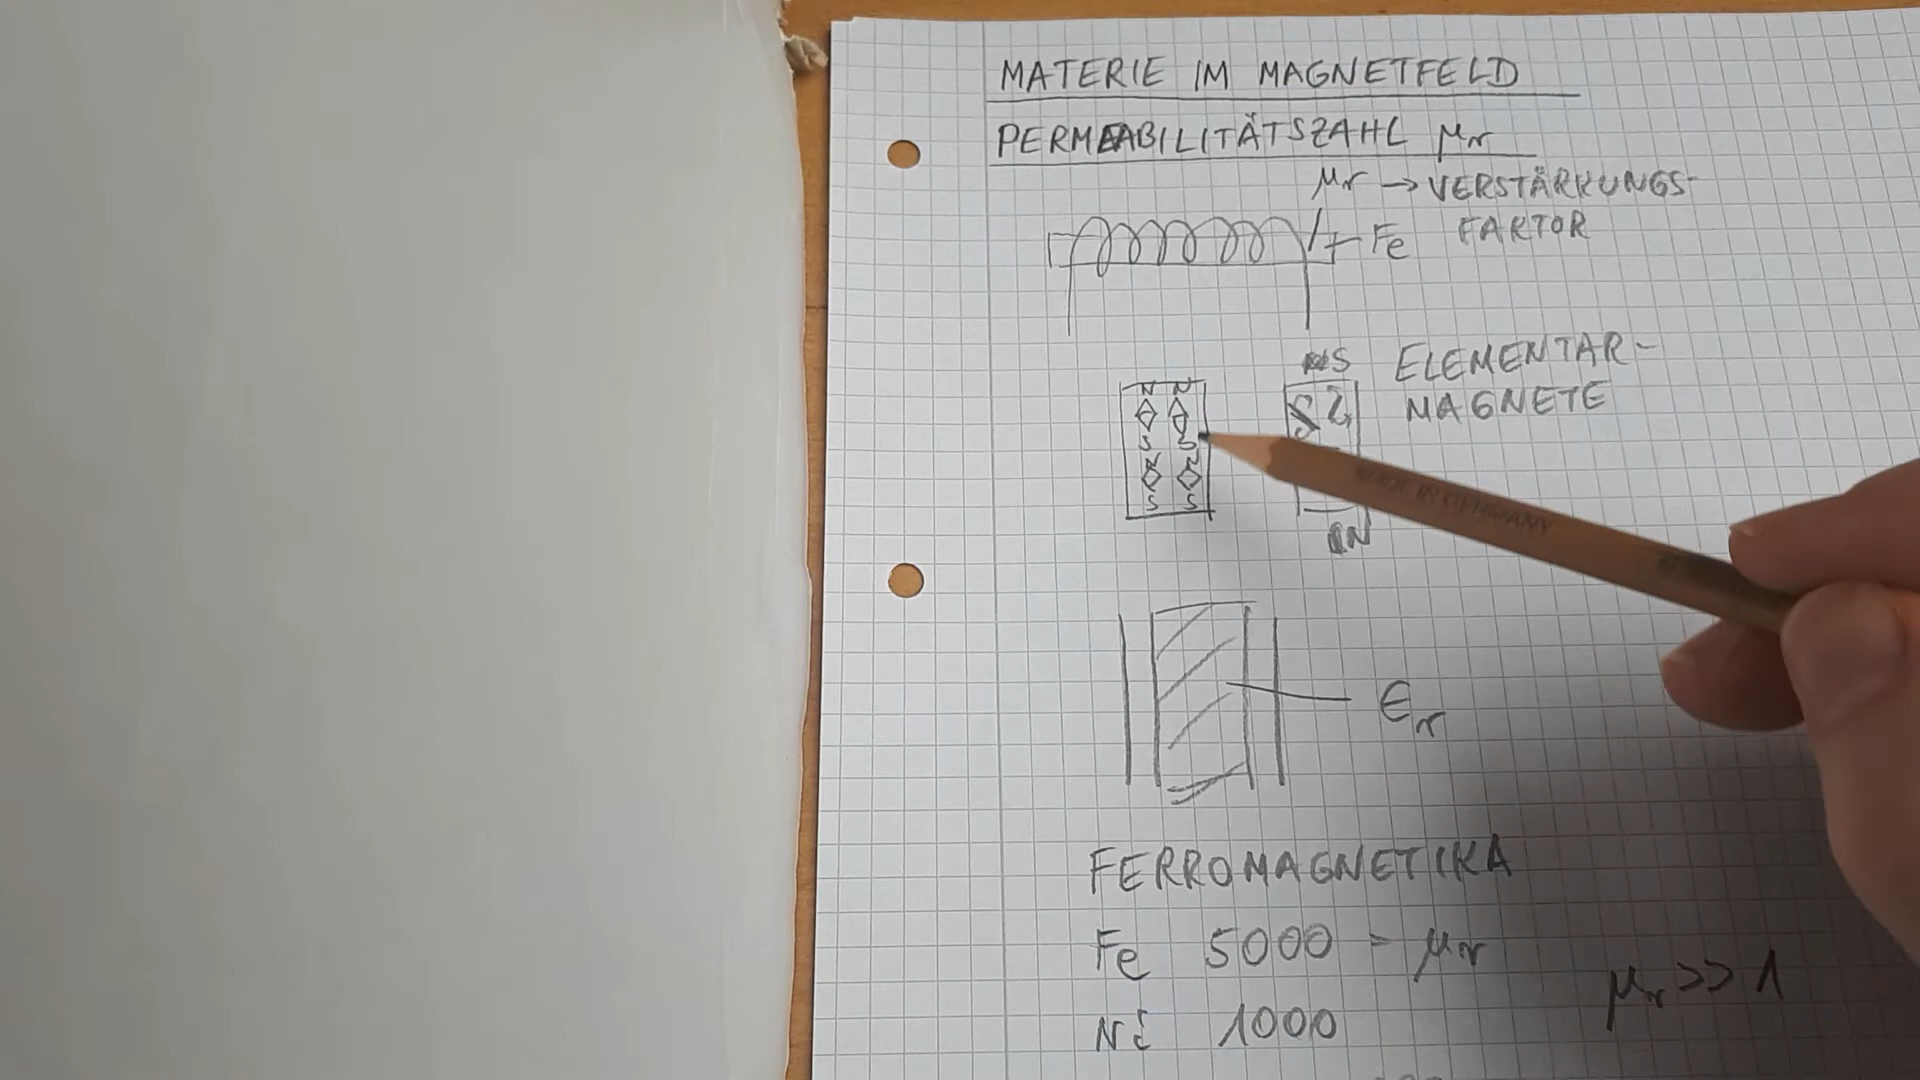 MATERIE IM MAGNETFELD
PERMEABILITÄTSZAHL μr
μr → VERSTÄRKUNGS-
FAKTOR
Fe
S ELEMENTAR-
MAGNETE
N N
S S
N N
S S
N
ϵr
FERROMAGNETIKA
Fe 5000 = μr
μr >> 1
Ni 1000